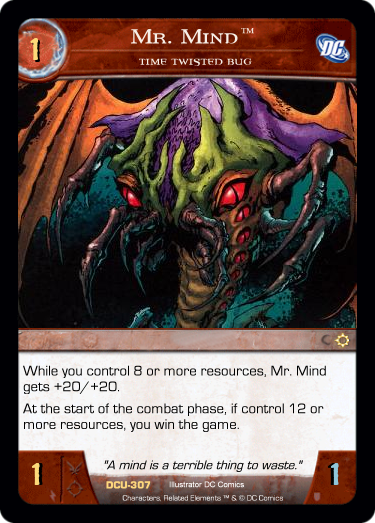 1
Mr. Mind™
DC
TIME TWISTED BUG
While you control 8 or more resources, Mr. Mind
gets +20/+20.
At the start of the combat phase, if control 12 or
more resources, you win the game.
1
"A mind is a terrible thing to waste."
1
DCU-307 Illustrator DC Comics
Characters, Related Elements ™ & © DC Comics